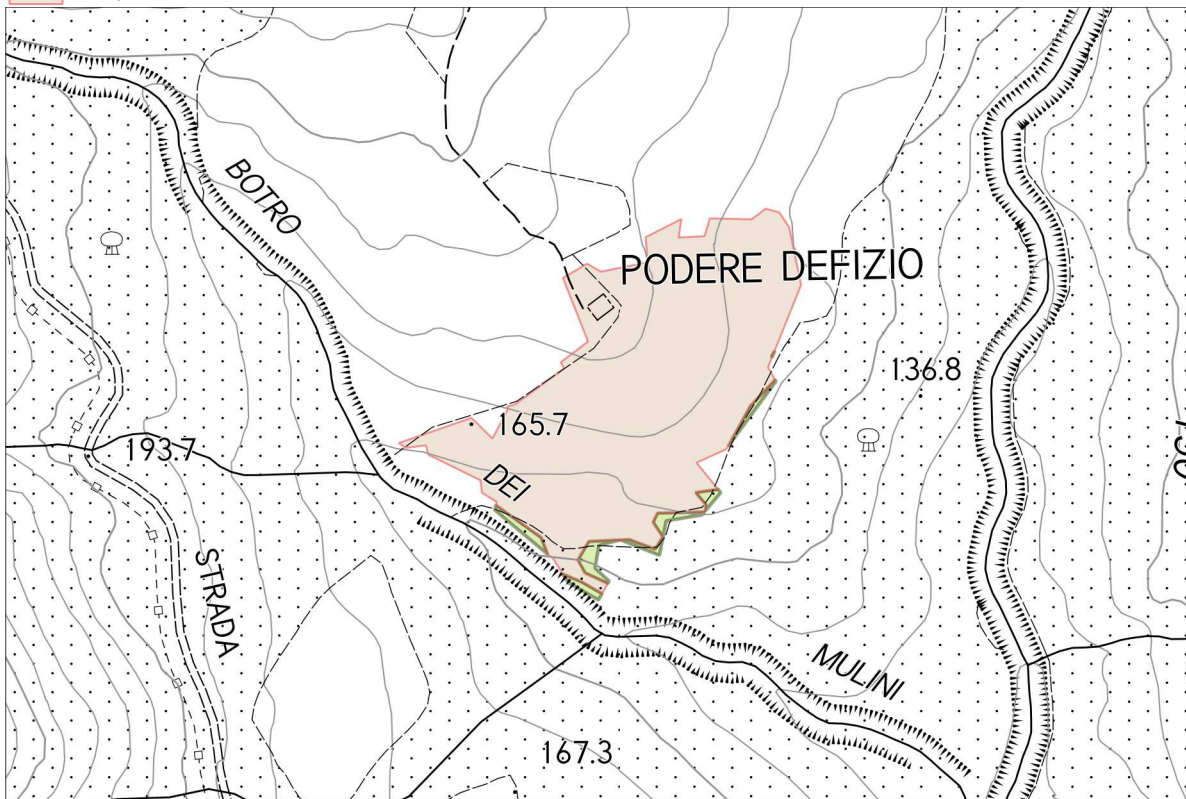 BOTRO
PODERE DEFIZIO
136.8
165.7
193.7
DEI
STRADA
MULINI
167.3